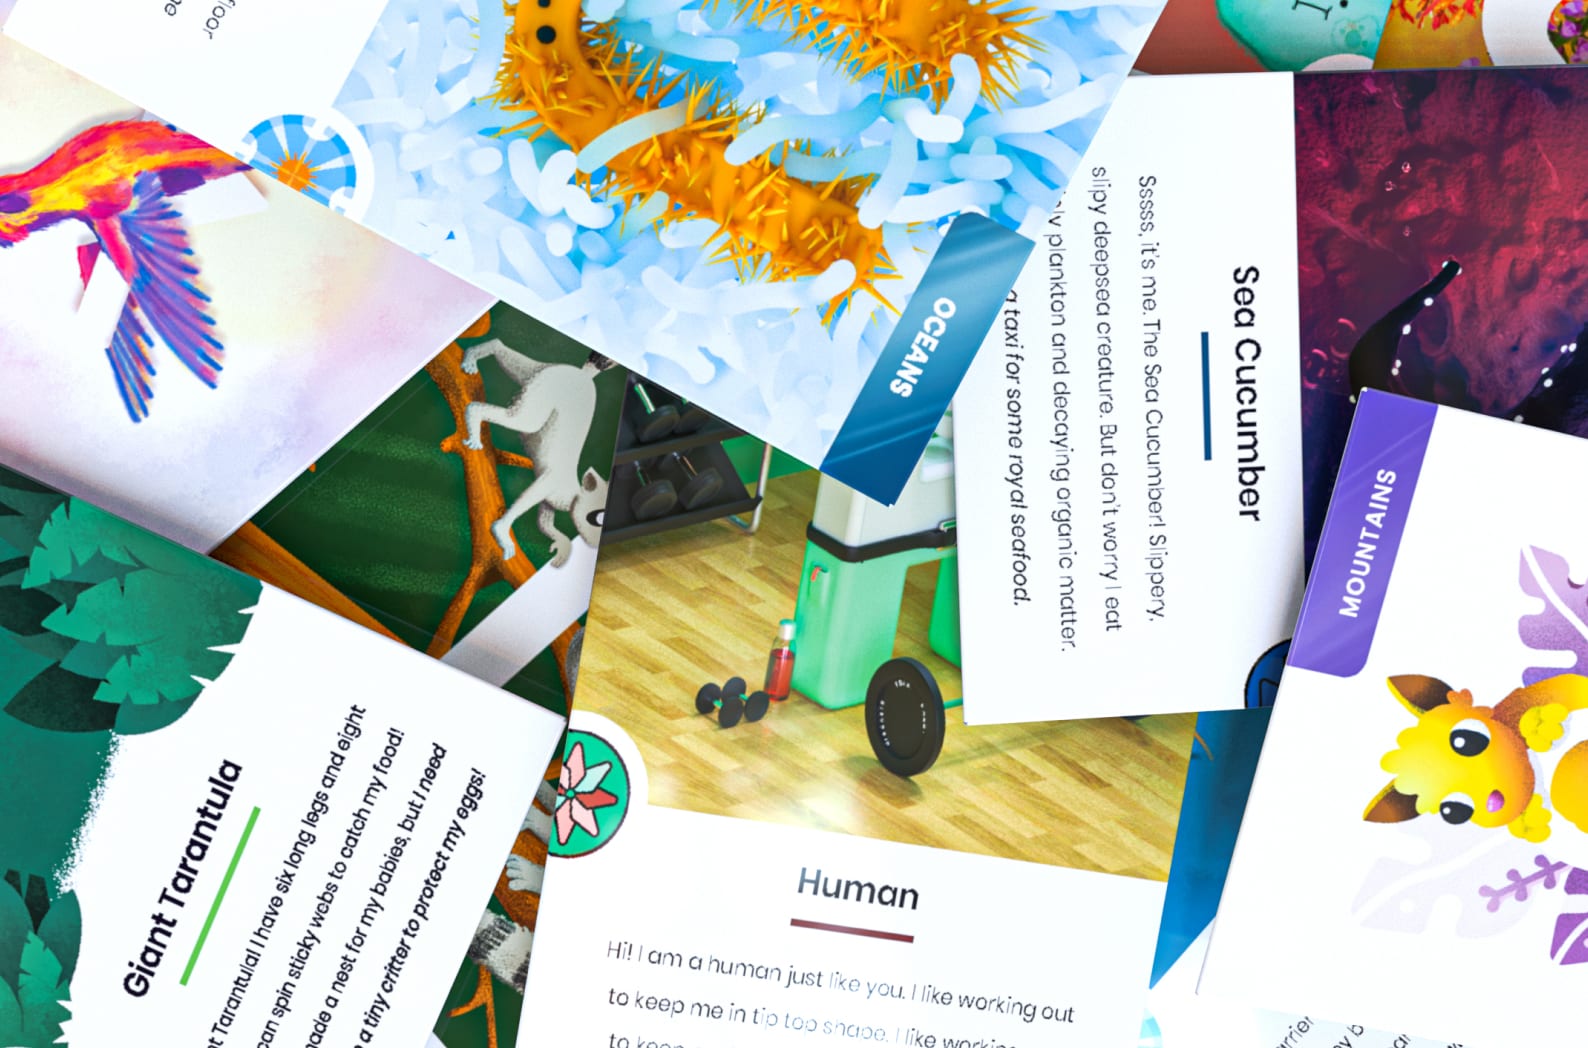 floor
OCEANS
Sea Cucumber
Sssss, it's me. The Sea Cucumber! Slippery,
slipy deepsea creature. But don't worry I eat
plankton and decaying organic matter.
a taxi for some royal seafood.
MOUNTAINS
Giant Tarantula
Tarantula! I have six long legs and eight
can spin sticky webs to catch my food!
made a nest for my babies, but I need
a tiny critter to protect my eggs!
Human
Hi! I am a human just like you. I like working out
to keep me in tip top shape. I like working